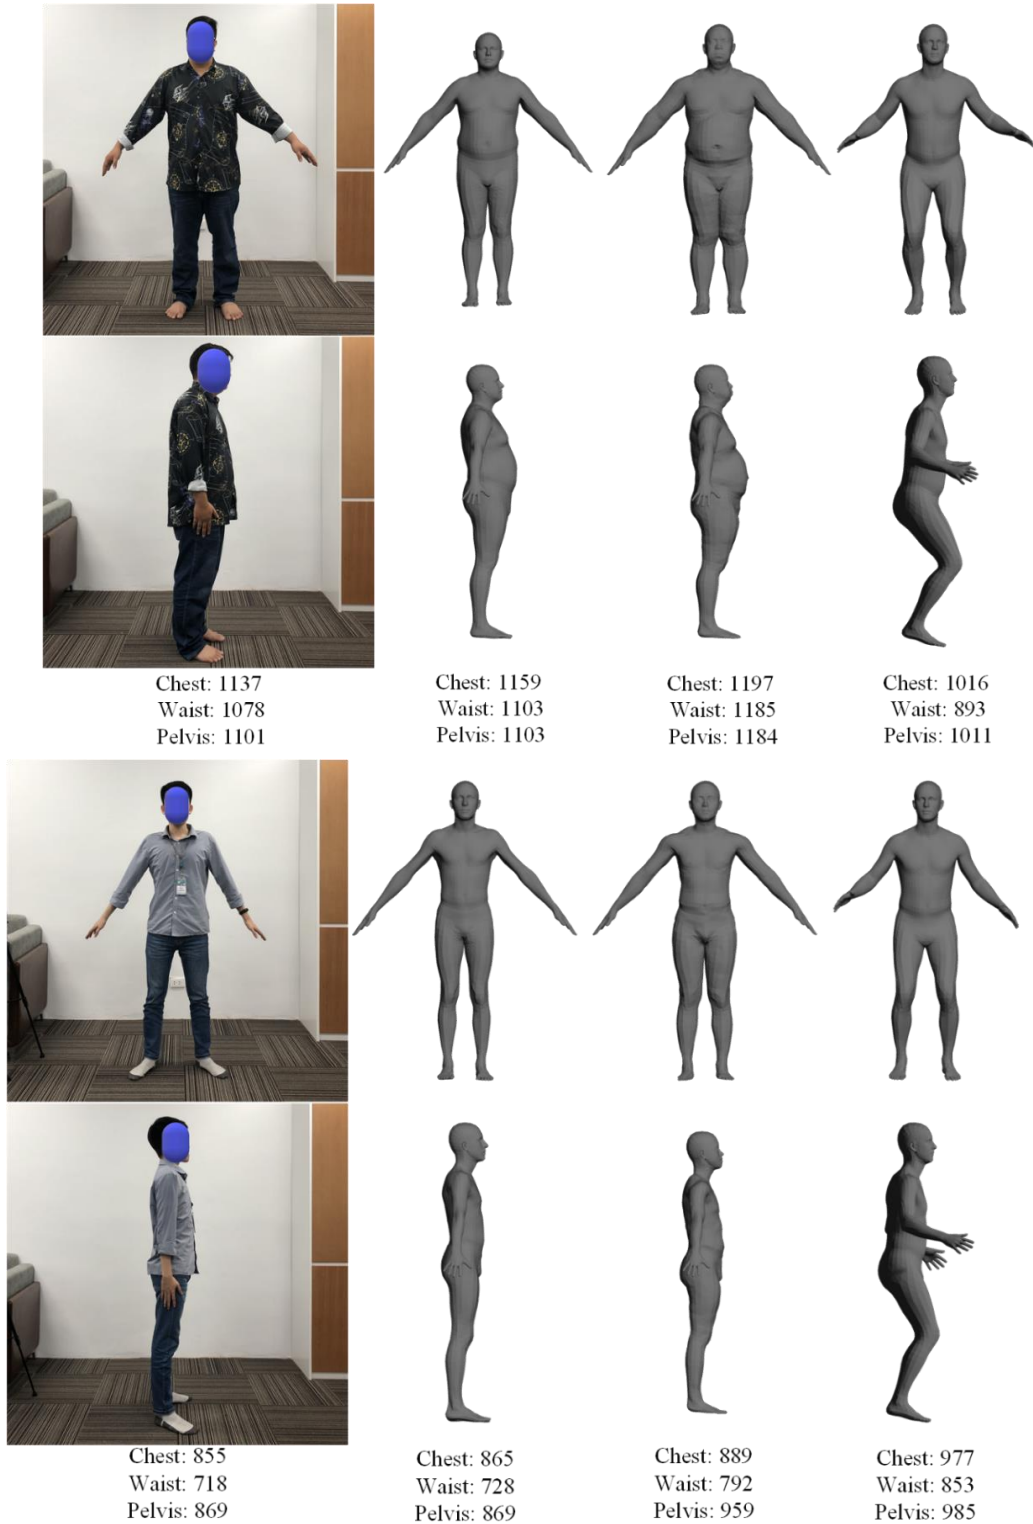 Chest: 1137
Waist: 1078
Pelvis: 1101
Chest: 1159
Waist: 1103
Pelvis: 1103
Chest: 1197
Waist: 1185
Pelvis: 1184
Chest: 1016
Waist: 893
Pelvis: 1011
Chest: 855
Waist: 718
Pelvis: 869
Chest: 865
Waist: 728
Pelvis: 869
Chest: 889
Waist: 792
Pelvis: 959
Chest: 977
Waist: 853
Pelvis: 985